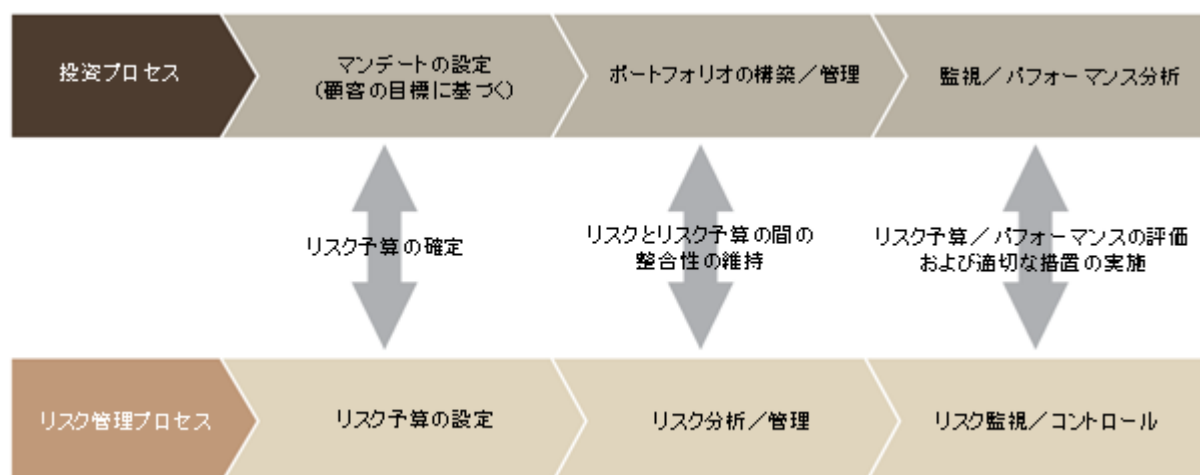 投資プロセス
マンデートの設定
(顧客の目標に基づく)
ポートフォリオの構築／管理
監視／パフォーマンス分析
リスク予算の確定
リスクとリスク予算の間の
整合性の維持
リスク予算／パフォーマンスの評価
および適切な措置の実施
リスク管理プロセス
リスク予算の設定
リスク分析／管理
リスク監視／コントロール